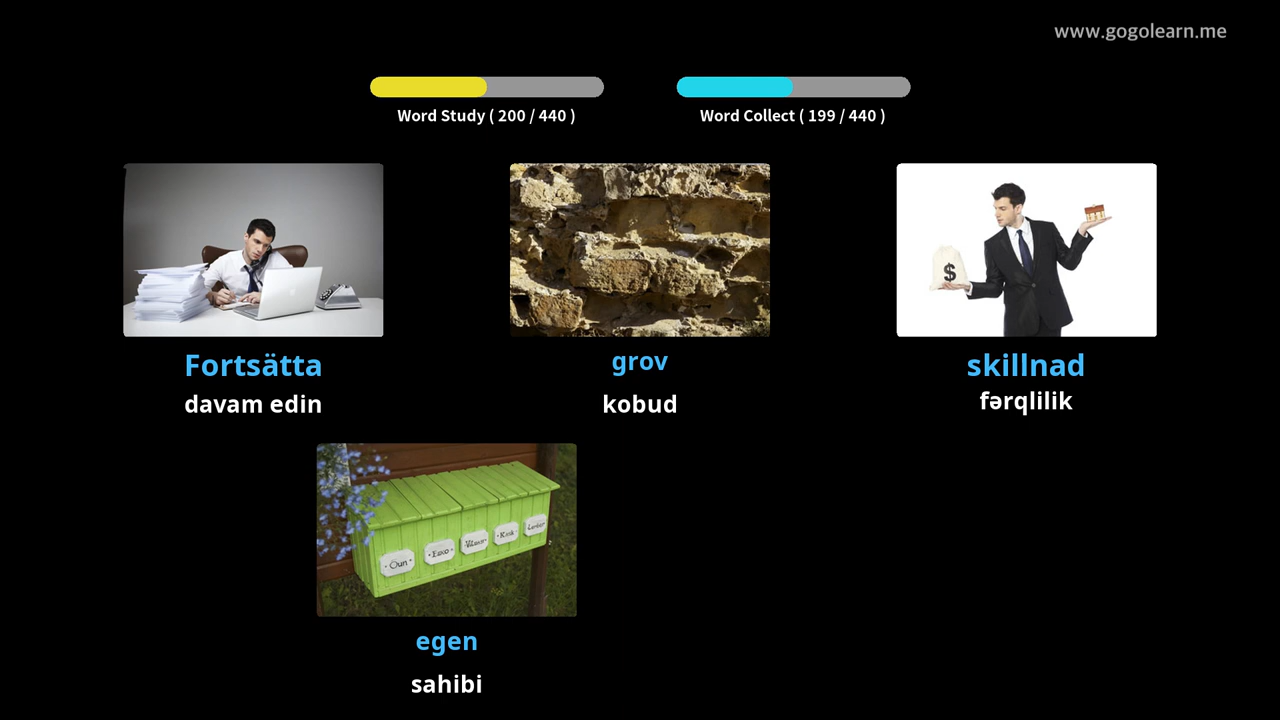 www.gogolearn.me
Word Study ( 200 / 440 )
Word Collect ( 199 / 440 )
Fortsätta
davam edin
grov
kobud
skillnad
fərqlilik
$
egen
sahibi